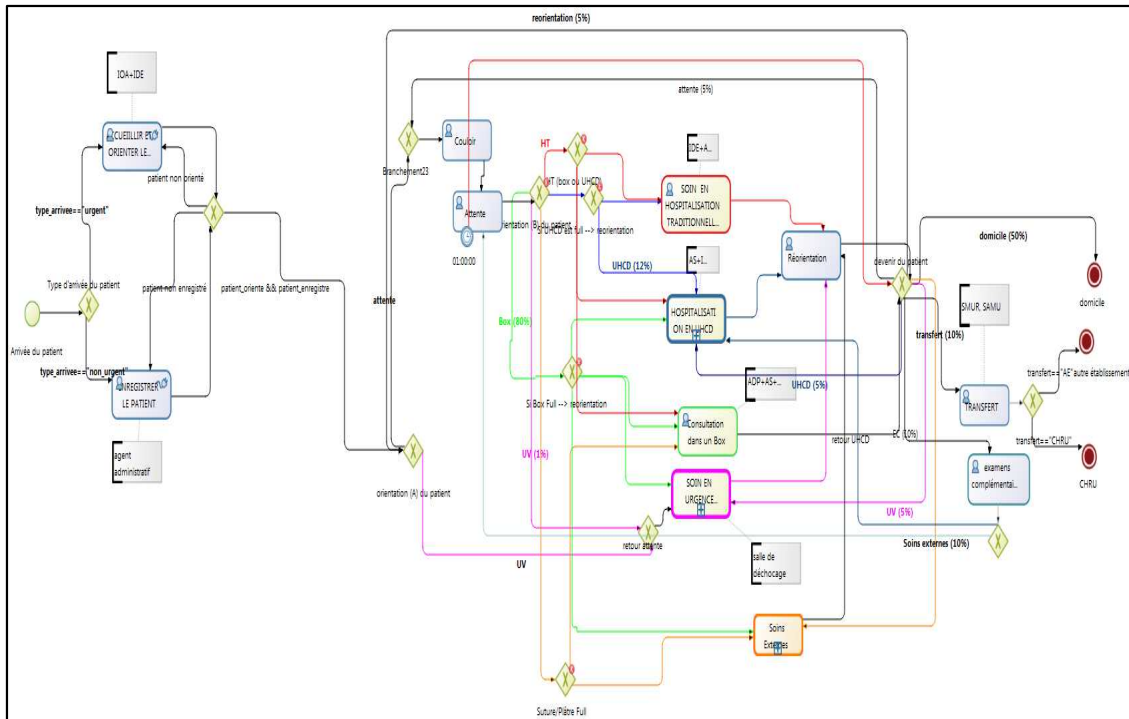 reorientation (5%)
IOA+IDE
attente (5%)
ORIENTER LE...
Couloir
HT
IDE+A...
Branchement23
patient non orienté
HT (box ou UHCD)
SOIN EN
HOSPITALISATION
TRADITIONNELL...
type_arrivee=="urgent"
Attente
rientation (B) du patient
Si UHCD est full --> reorientation
domicile (50%)
Réorientation
01:00:00
AS+I...
UHCD (12%)
devenir du patient
Type d'arrivée du patient
patient non enregistré
patient_oriente && patient_enregistre
attente
domicile
SMUR, SAMU
HOSPITALISATI
ON EN UHCD
Box (80%)
transfert (10%)
Arrivée du patient
type_arrivee=="non_urgent"
UHCD (5%)
ADP+AS+...
transfert=="AE"
autre établissement
ENREGISTRER
LE PATIENT
Si Box Full --> reorientation
TRANSFERT
Consultation
dans un Box
retour UHCD
EC (10%)
transfert=="CHRU"
UV (1%)
agent
administratif
CHRU
examens
complémentai...
orientation (A) du patient
SOIN EN
URGENCE...
UV (5%)
retour attente
Soins externes (10%)
UV
salle de
déchocage
Soins
Externes
Suture/Plâtre Full